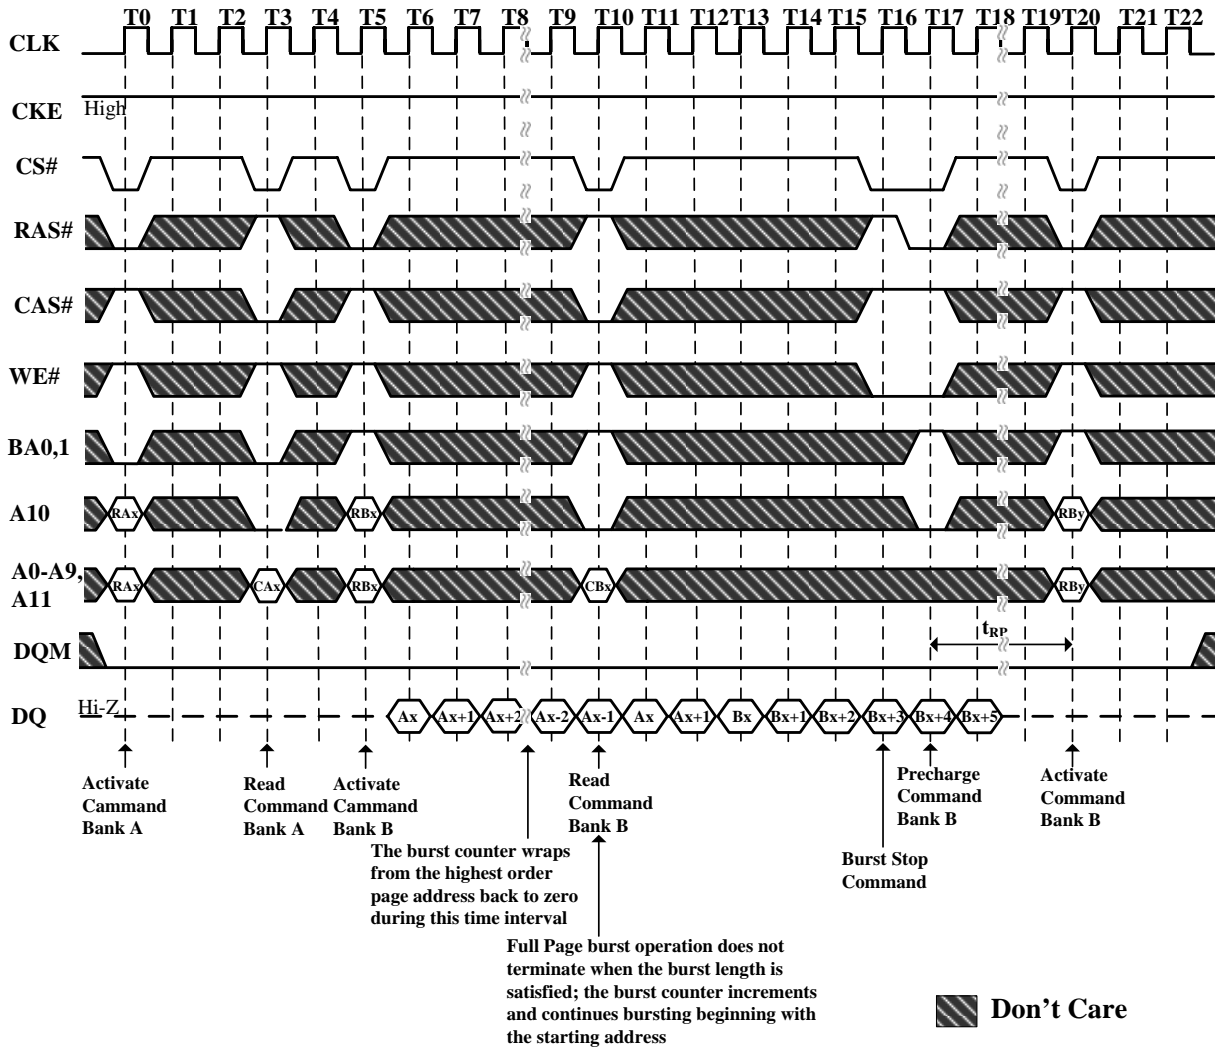 T0 T1 T2 T3 T4 T5 T6 T7 T8 T9 T10 T11 T12 T13 T14 T15 T16 T17 T18 T19 T20 T21 T22
CLK
CKE High
CS#
RAS#
CAS#
WE#
BA0,1
A10 RAx RBx RBy
A0-A9,
A11 RAx CAx RBx CBx RBy
tRP
DQM
DQ Hi-Z Ax Ax+1 Ax+2 Ax-2 Ax-1 Ax Ax+1 Bx Bx+1 Bx+2 Bx+3 Bx+4 Bx+5
Activate
Cammand
Bank A
Read
Command
Bank A
Activate
Cammand
Bank B
The burst counter wraps
from the highest order
page address back to zero
during this time interval
Read
Command
Bank B
Full Page burst operation does not
terminate when the burst length is
satisfied; the burst counter increments
and continues bursting beginning with
the starting address
Burst Stop
Command
Precharge
Command
Bank B
Activate
Command
Bank B
Don't Care